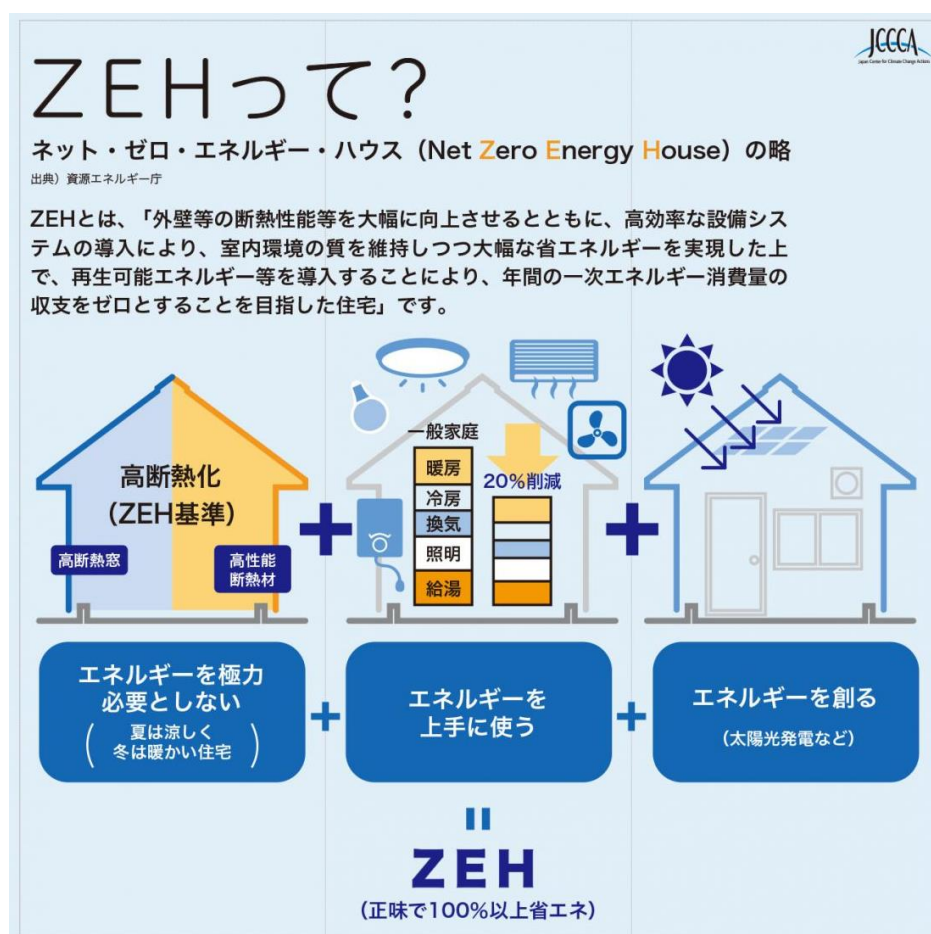 JCCCA
Japan Center for Climate Change Actions
ZEHって?
ネット・ゼロ・エネルギー・ハウス（Net Zero Energy House）の略
出典）資源エネルギー庁
ZEHとは、「外壁等の断熱性能等を大幅に向上させるとともに、高効率な設備シス
テムの導入により、室内環境の質を維持しつつ大幅な省エネルギーを実現した上
で、再生可能エネルギー等を導入することにより、年間の一次エネルギー消費量の
収支をゼロとすることを目指した住宅」です。
高断熱化
（ZEH基準）
高断熱窓
高性能
断熱材
+
一般家庭
暖房
冷房
換気
照明
給湯
20%削減
+
エネルギーを極力
必要としない
（夏は涼しく
冬は暖かい住宅）
+
エネルギーを
上手に使う
+
エネルギーを創る
（太陽光発電など）
=
ZEH
（正味で100%以上省エネ）